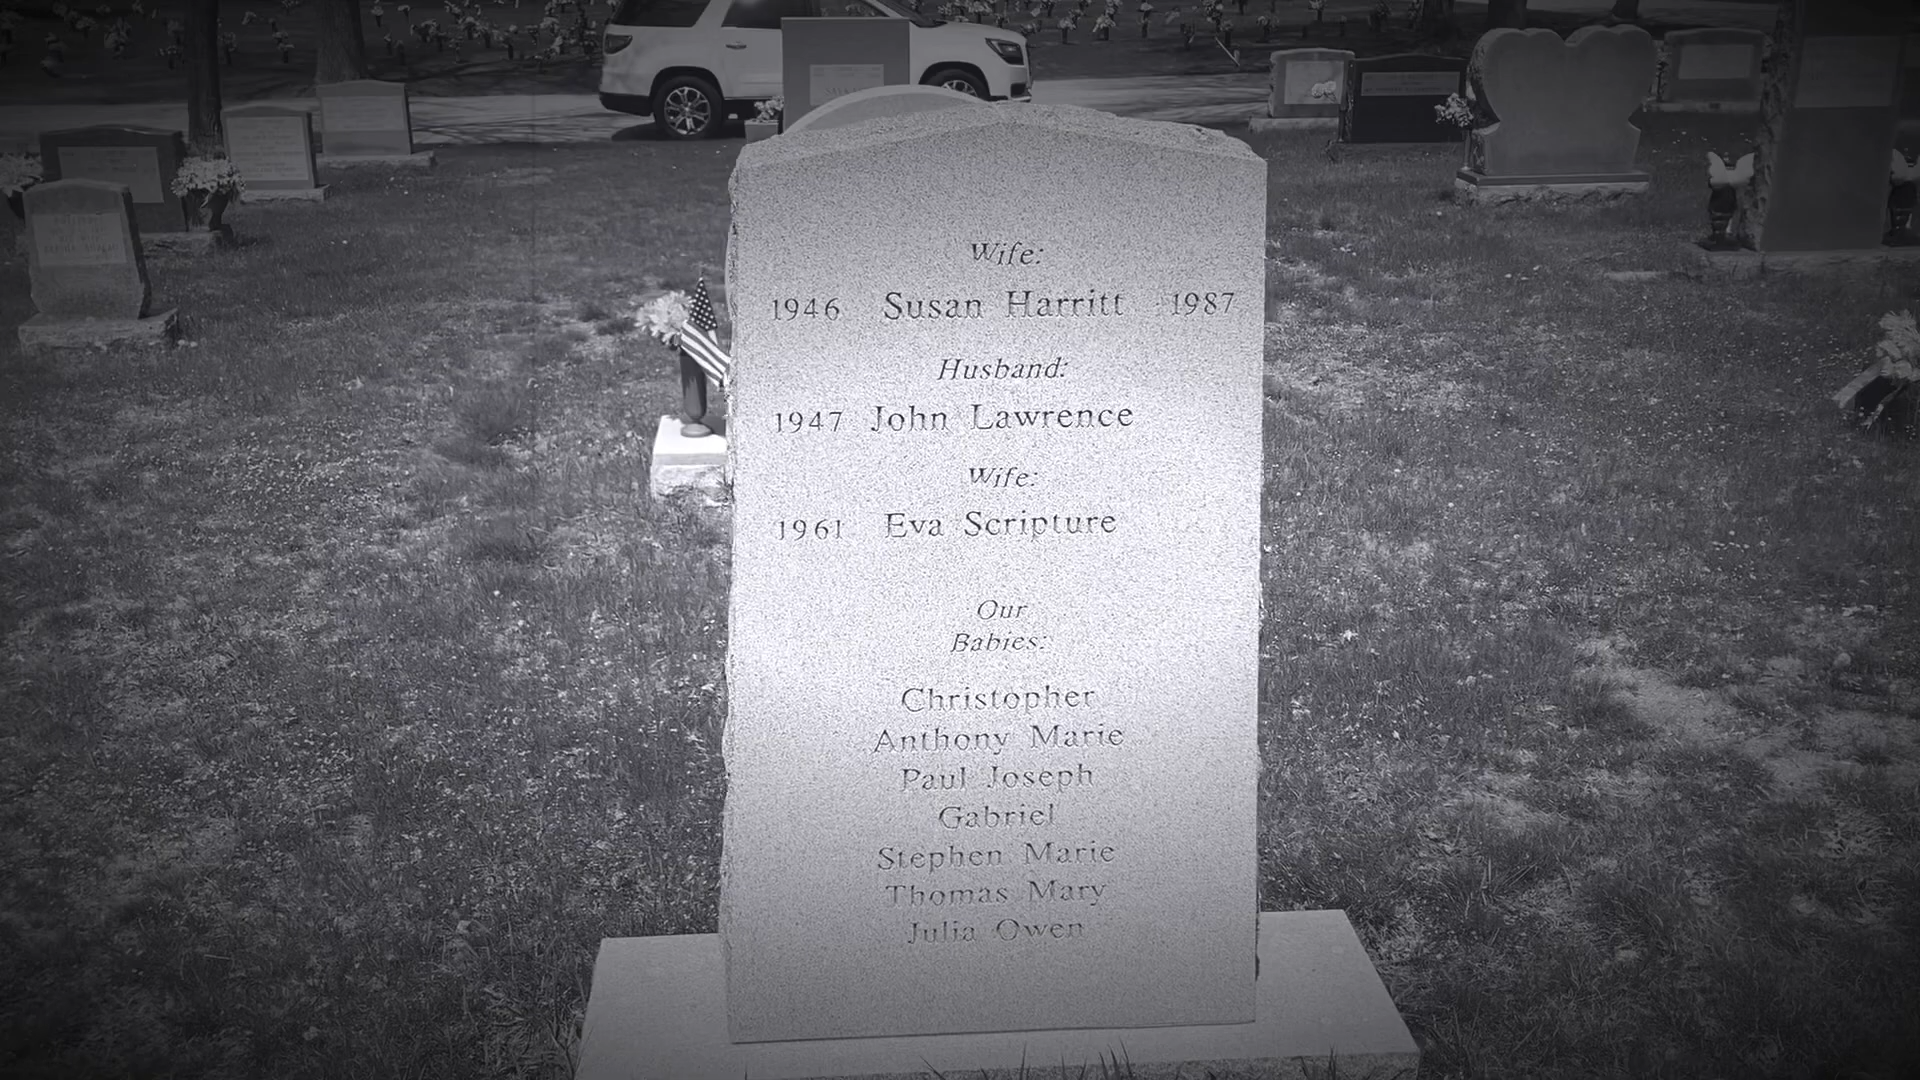 Wife:
1946 Susan Harritt 1987
Husband:
1947 John Lawrence
Wife:
1961 Eva Scripture
Our
Babies:
Christopher
Anthony Marie
Paul Joseph
Gabriel
Stephen Marie
Thomas Mary
Julia Owen